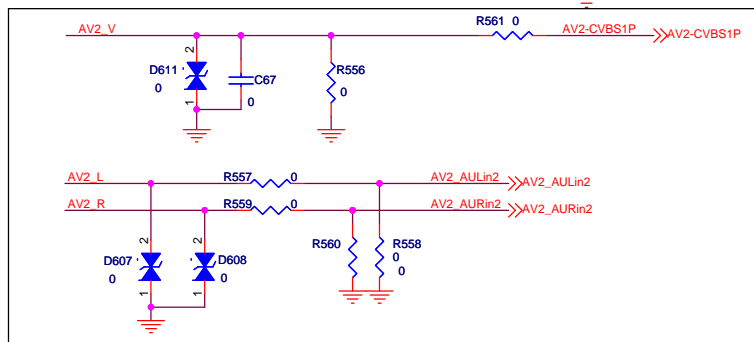 AV2_V
R561 0
AV2-CVBS1P
AV2-CVBS1P
2
D611
0
1
C67
0
R556
0
AV2_L
R557
0
AV2_AULin2
AV2_AULin2
AV2_R
R559
0
AV2_AURin2
AV2_AURin2
2
D607
0
1
2
D608
0
1
R560
R558
0
0